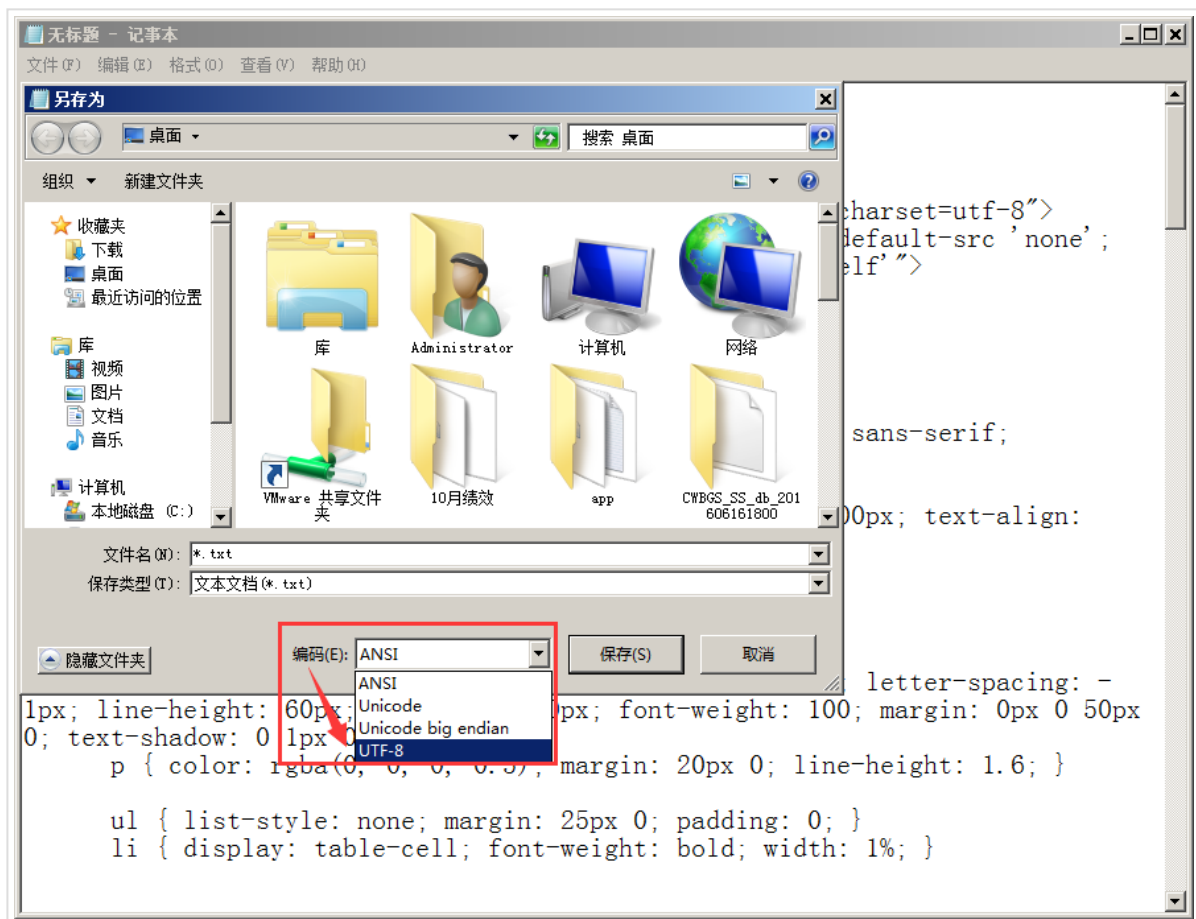 无标题 - 记事本
文件(F) 编辑(E) 格式(O) 查看(V) 帮助(H)
另存为
桌面
搜索 桌面
组织 新建文件夹
收藏夹
下载
桌面
最近访问的位置
库
视频
图片
文档
音乐
计算机
本地磁盘 (C:)
库
Administrator
计算机
网络
VMware 共享文件
夹
10月绩效
app
CWBGS_SS_db_201
606161800
文件名(N): *.txt
保存类型(T): 文本文档(*.txt)
隐藏文件夹
编码(E): ANSI
保存(S)
取消
ANSI
Unicode
Unicode big endian
UTF-8
charset=utf-8">
default-src 'none';
elf'">
sans-serif;
00px; text-align:
letter-spacing: -
1px; line-height: 60px; 0px; font-weight: 100; margin: 0px 0 50px
0; text-shadow: 0 1px 0
p { color: rgba(0, 0, 0, 0.5); margin: 20px 0; line-height: 1.6; }
ul { list-style: none; margin: 25px 0; padding: 0; }
li { display: table-cell; font-weight: bold; width: 1%; }